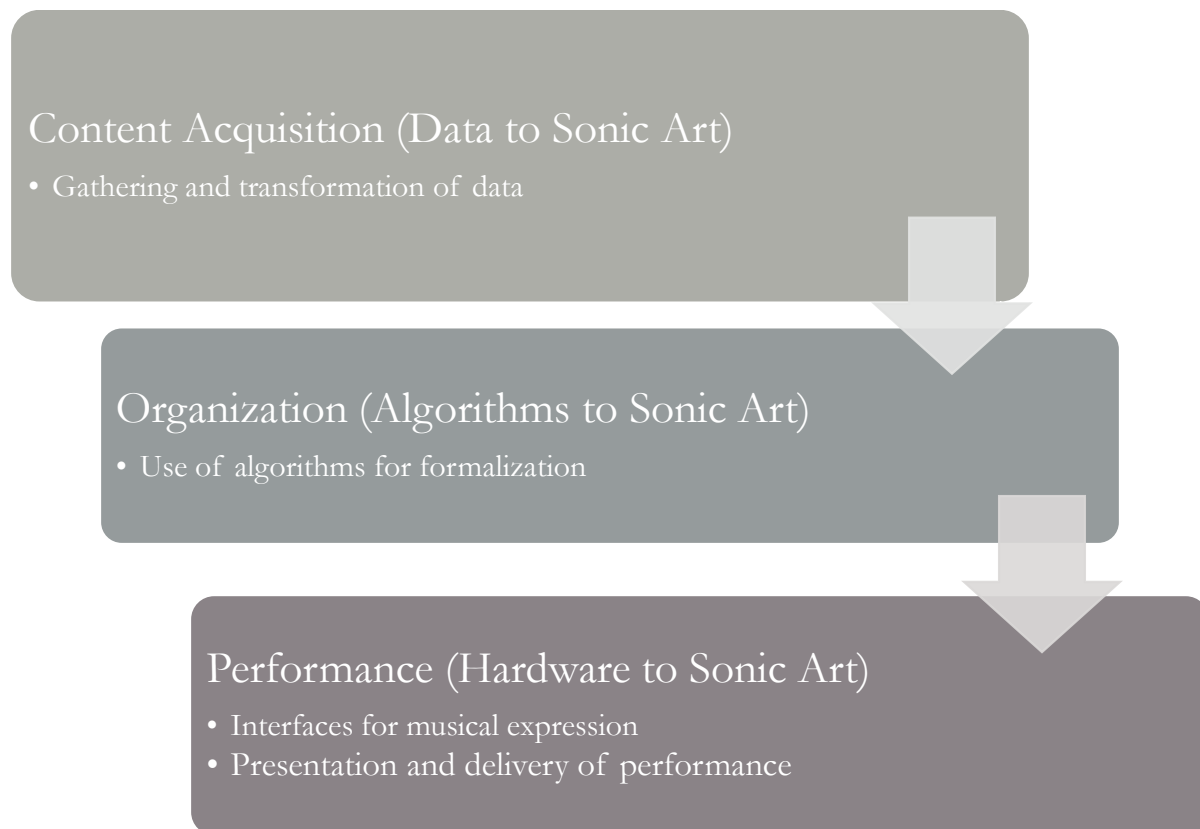 Content Acquisition (Data to Sonic Art)
• Gathering and transformation of data
Organization (Algorithms to Sonic Art)
• Use of algorithms for formalization
Performance (Hardware to Sonic Art)
• Interfaces for musical expression
• Presentation and delivery of performance